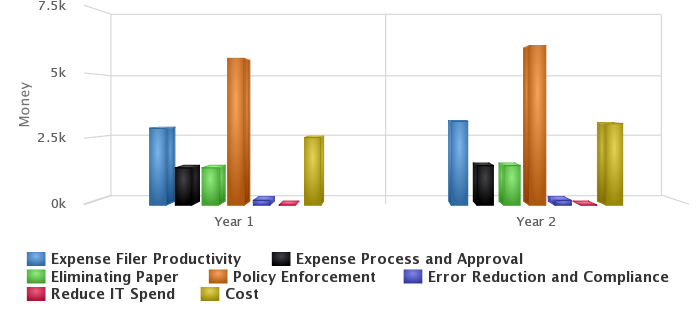 7.5k
5k
2.5k
0k
Money
Year 1 Year 2
Expense Filer Productivity Expense Process and Approval
Eliminating Paper Policy Enforcement Error Reduction and Compliance
Reduce IT Spend Cost